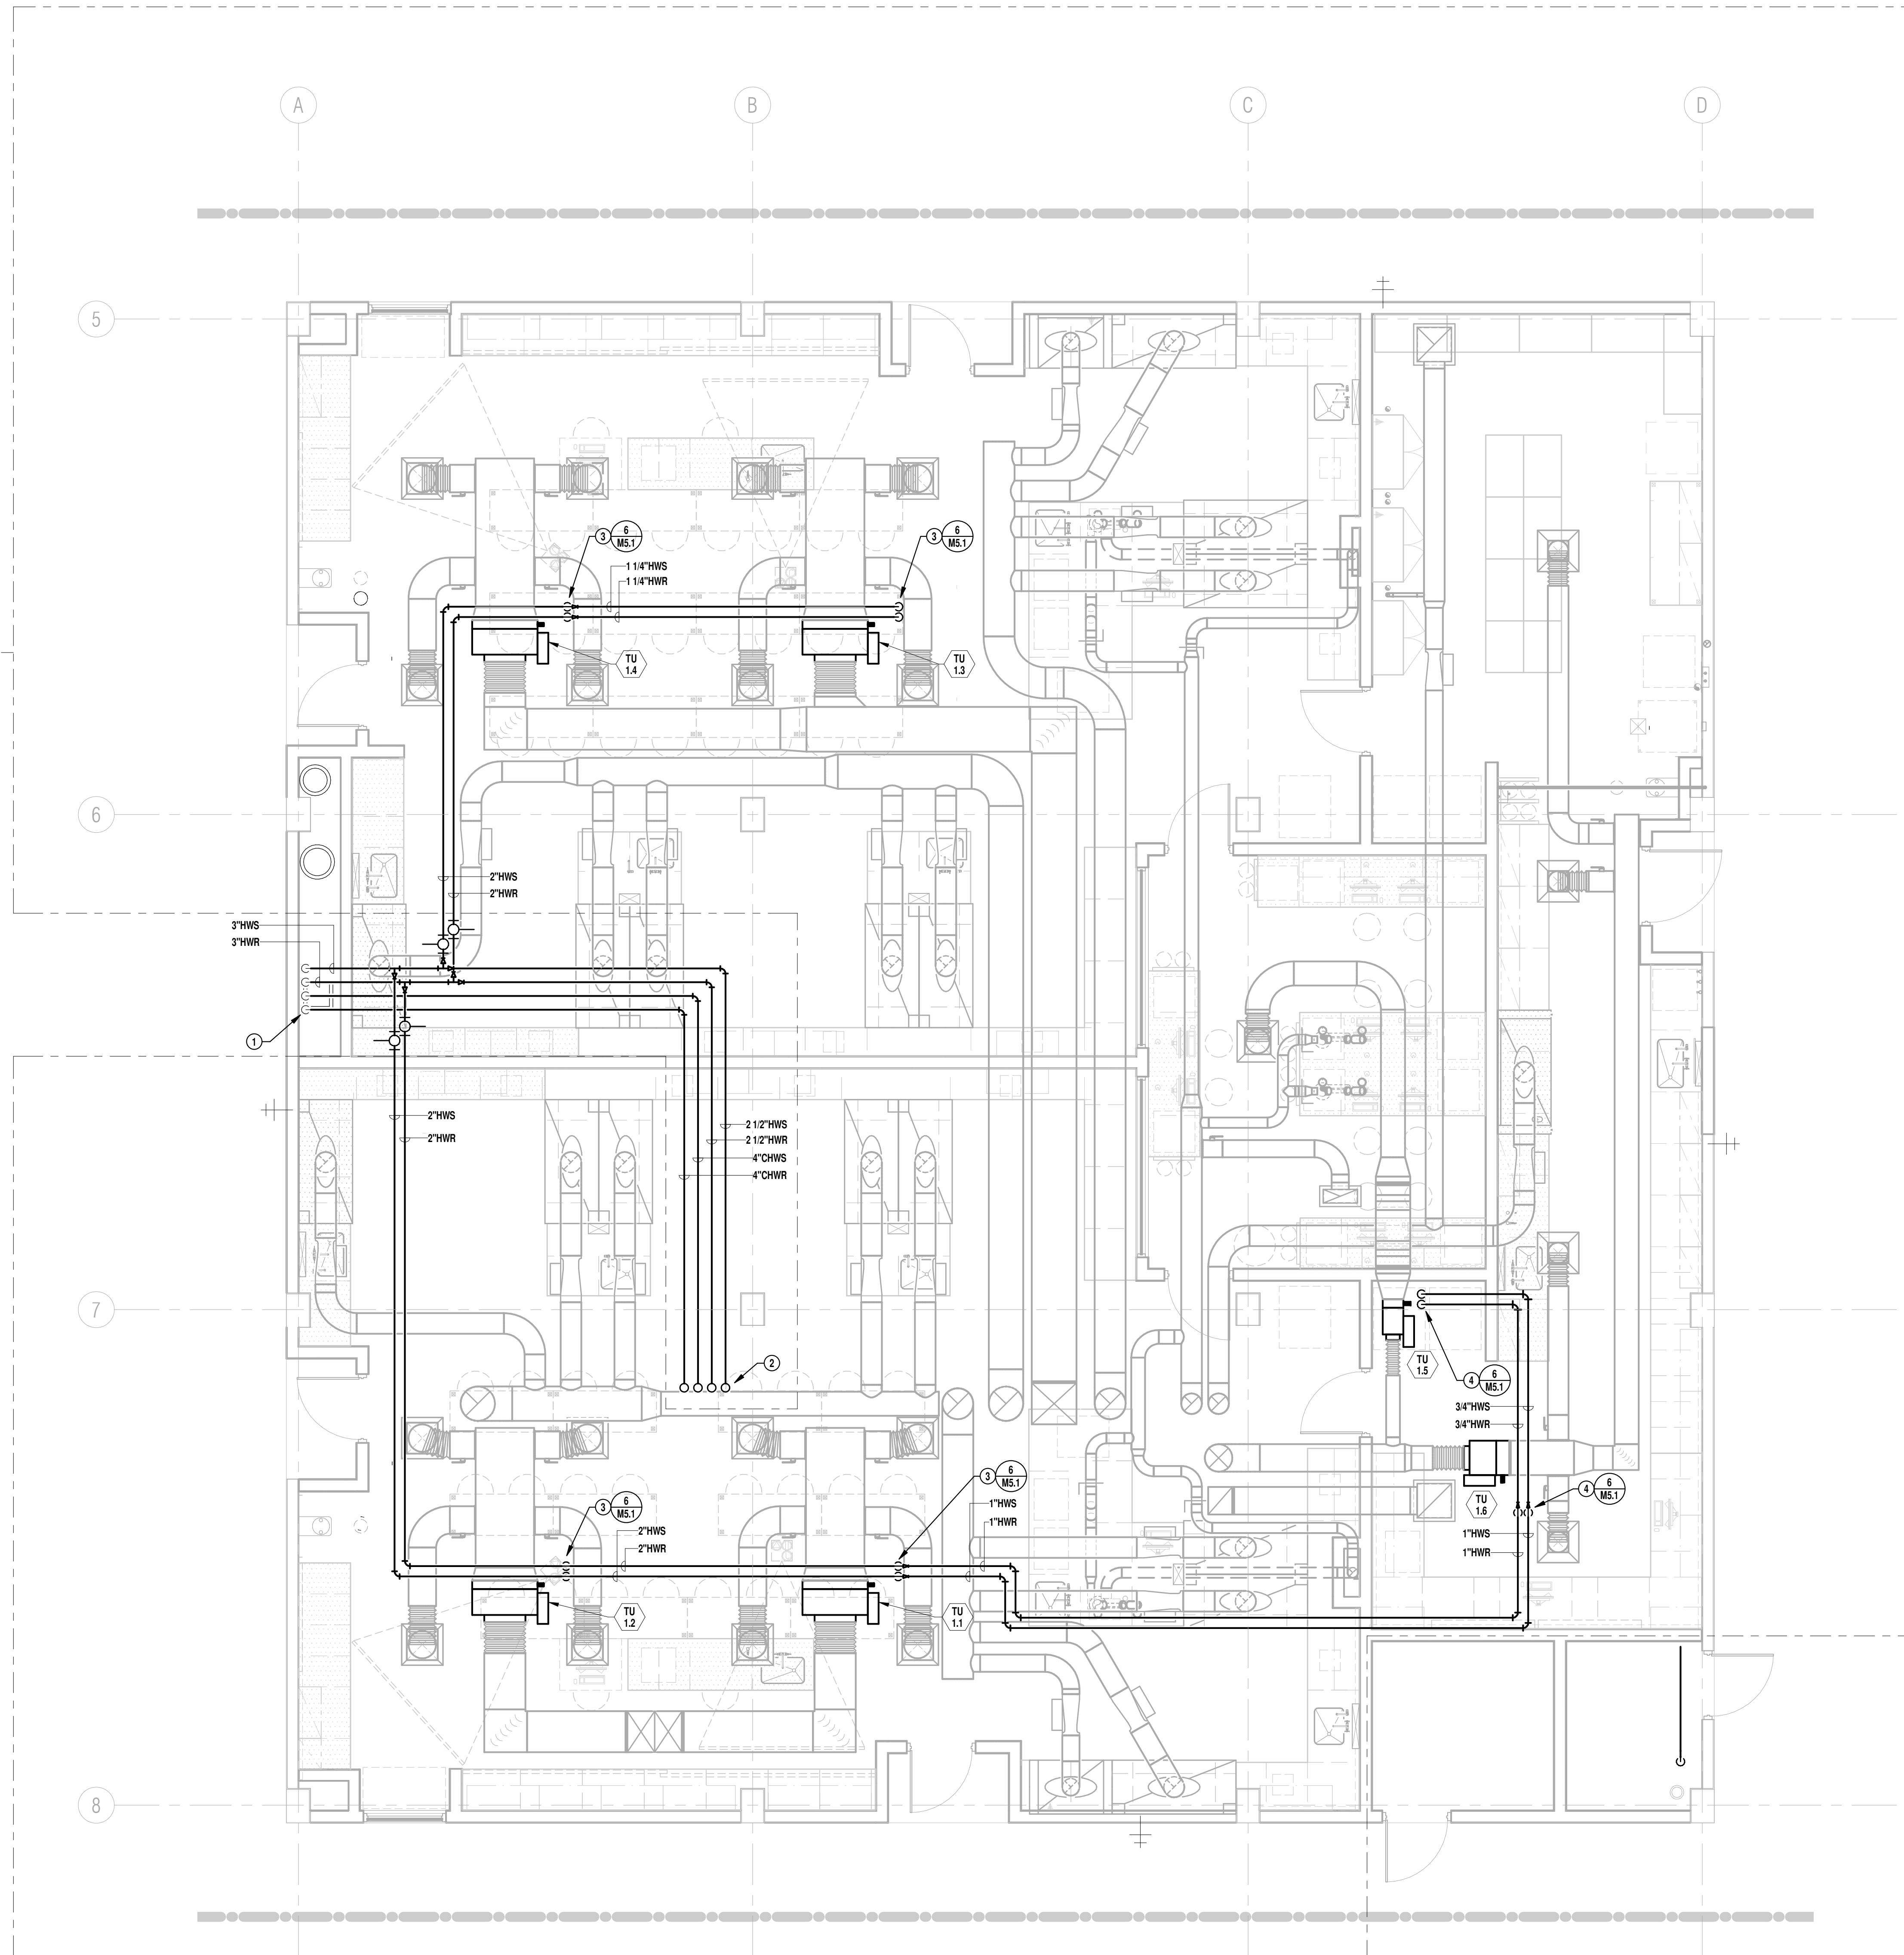 A
B
C
D
5
3
6
M5.1
3
6
M5.1
1 1/4"HWS
1 1/4"HWR
TU
1.4
TU
1.3
6
2"HWS
2"HWR
3"HWS
3"HWR
1
2"HWS
2"HWR
2 1/2"HWS
2 1/2"HWR
4"CHWS
4"CHWR
7
2
TU
1.5
4
6
M5.1
3/4"HWS
3/4"HWR
3
6
M5.1
3
6
M5.1
1"HWS
1"HWR
2"HWS
2"HWR
TU
1.6
4
6
M5.1
1"HWS
1"HWR
TU
1.2
TU
1.1
8